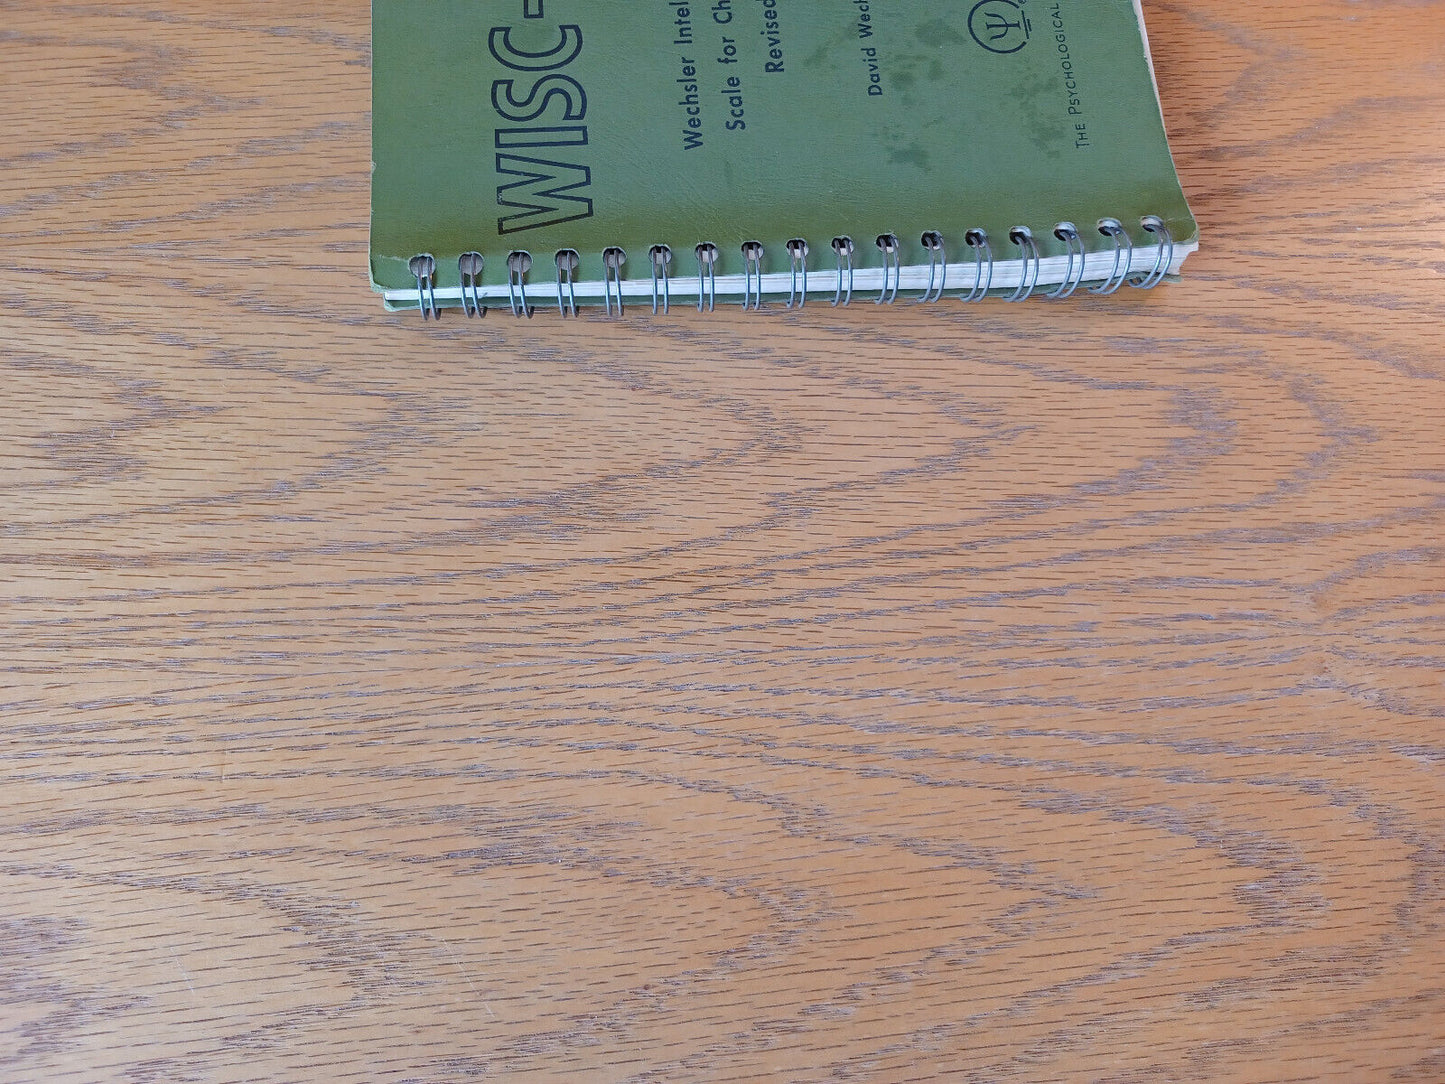 WISC-
Wechsler Intel
Scale for Ch
Revised
David Wech
Ψ
THE PSYCHOLOGICAL